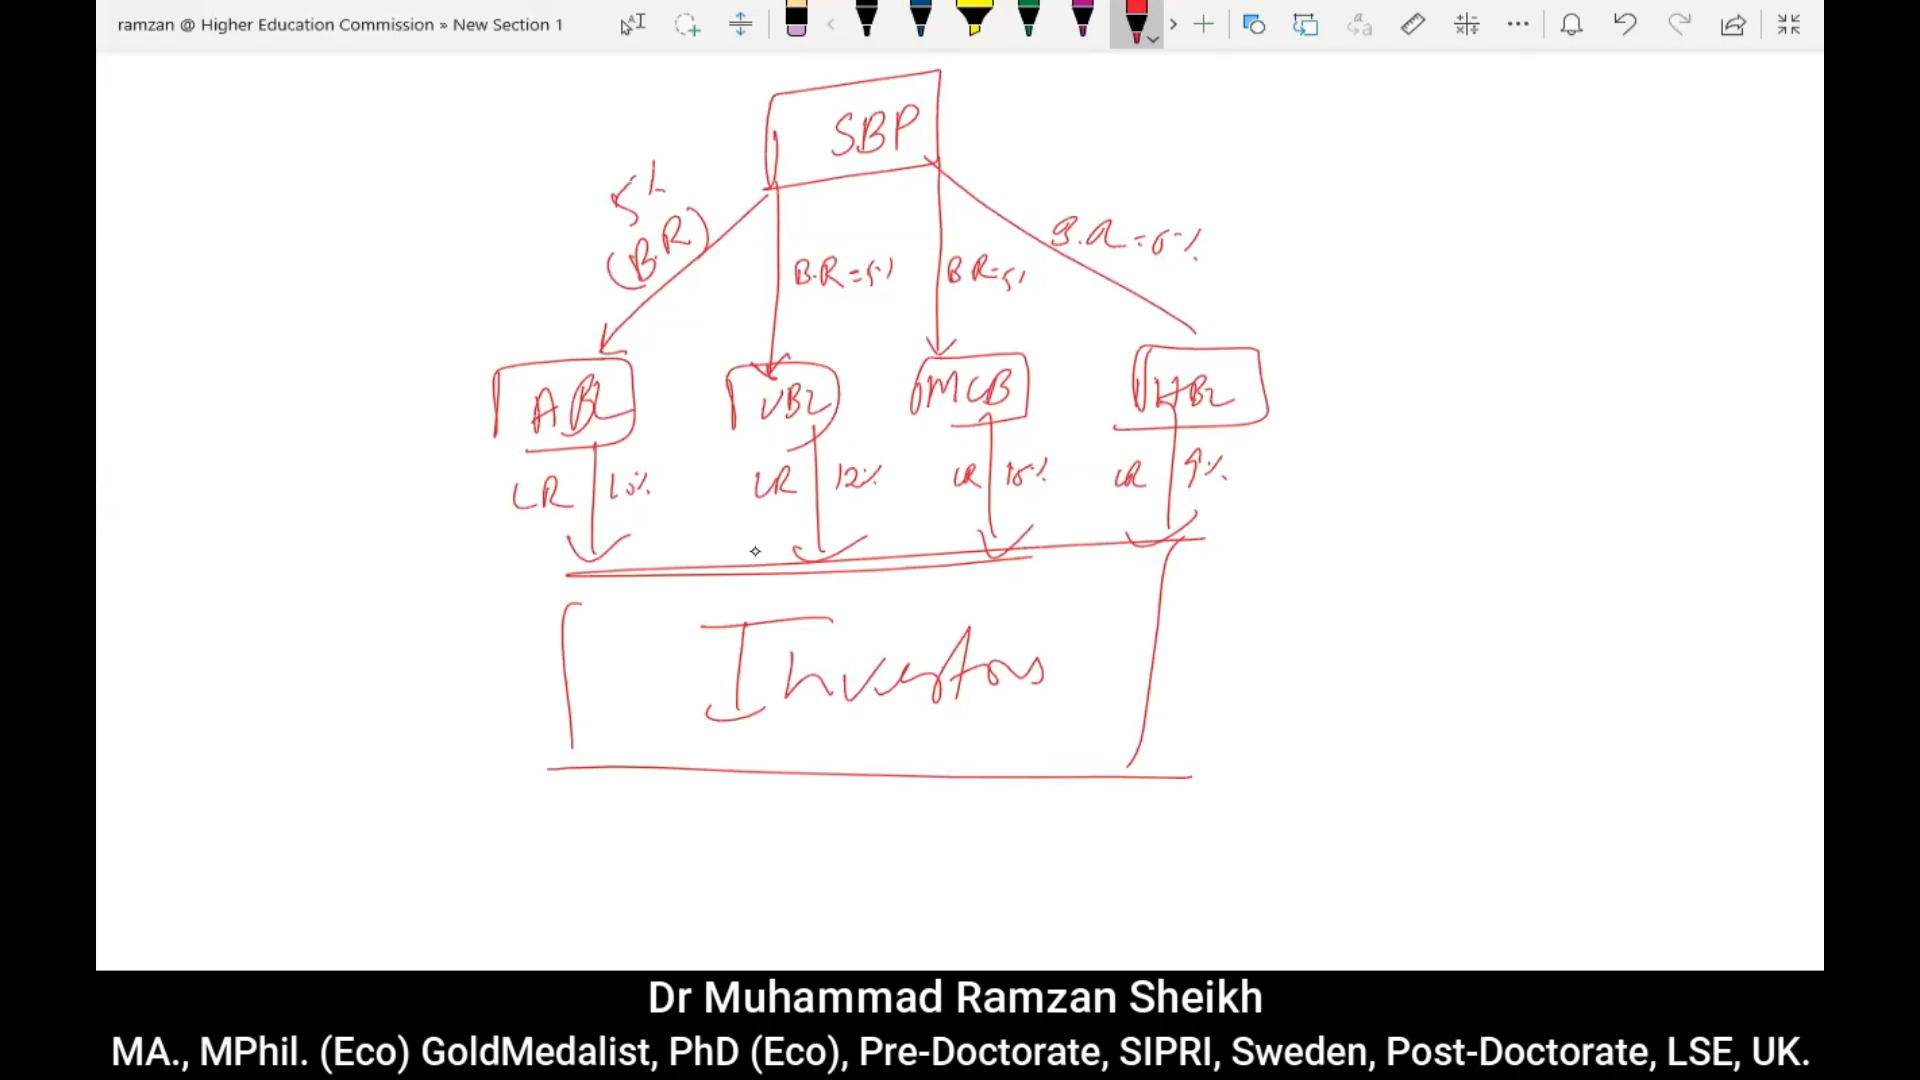 ramzan @ Higher Education Commission » New Section 1
SBP
5%
(B.R)
B.R = 5%
B R = 5%
B.R = 5%
ABL
UBL
MCB
HBL
LR 10%
LR 12%
LR 15%
LR 9%
Investors
Dr Muhammad Ramzan Sheikh
MA., MPhil. (Eco) GoldMedalist, PhD (Eco), Pre-Doctorate, SIPRI, Sweden, Post-Doctorate, LSE, UK.